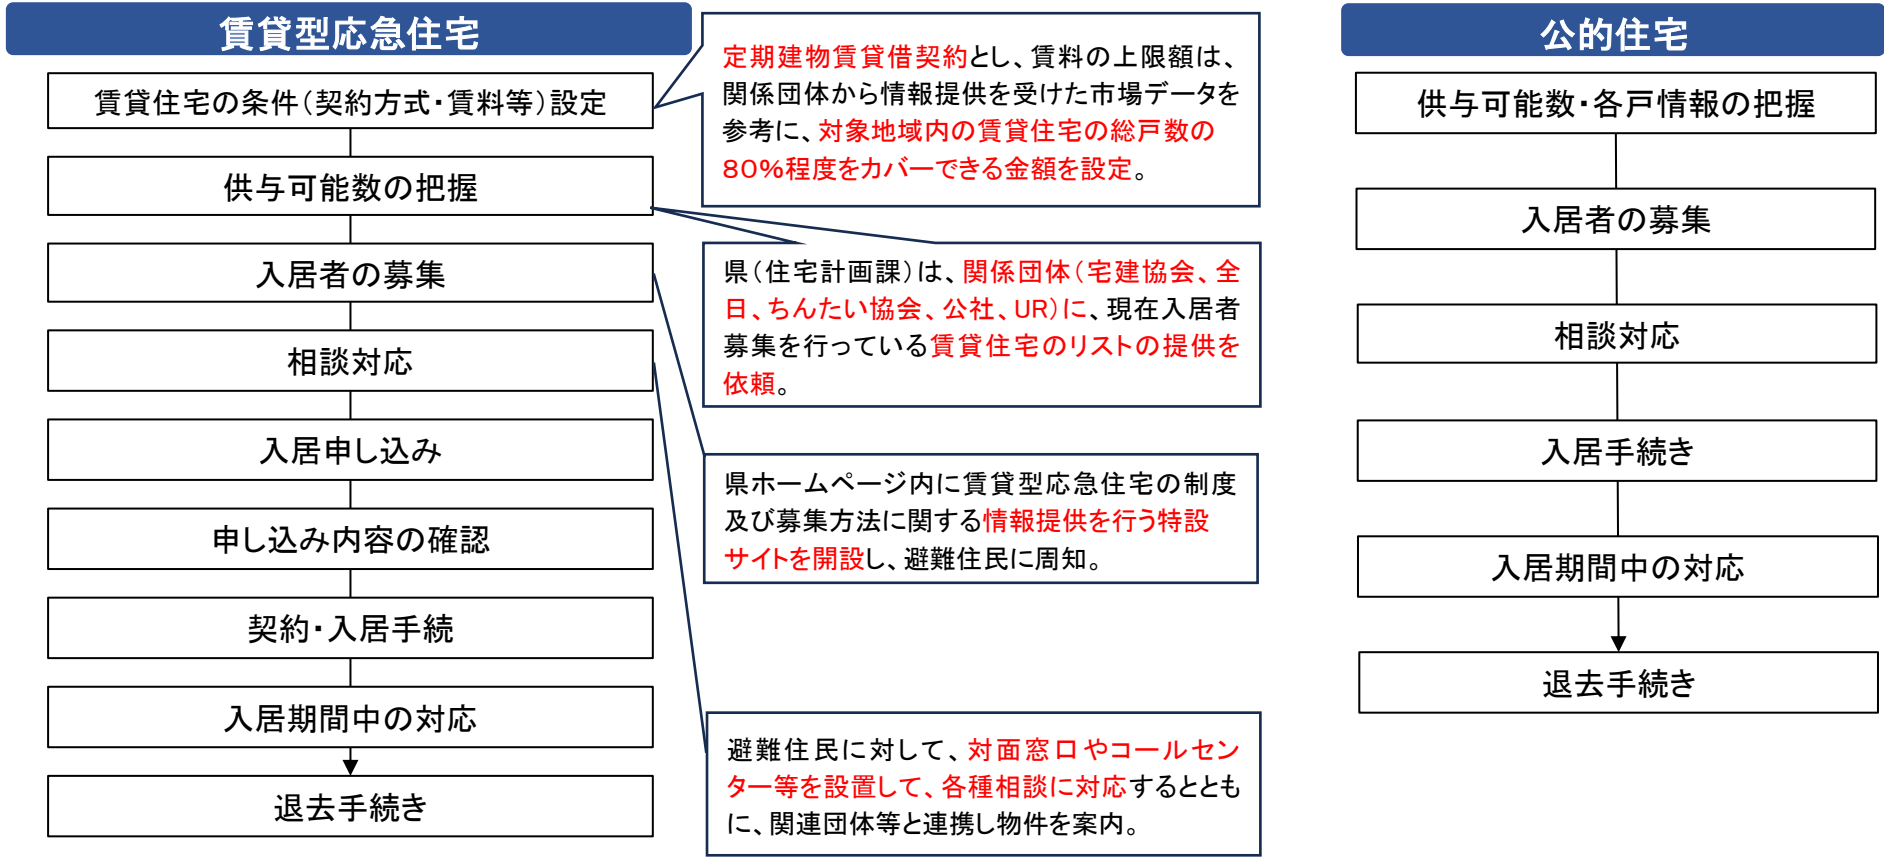 賃貸型応急住宅
賃貸住宅の条件(契約方式・賃料等)設定
供与可能数の把握
入居者の募集
相談対応
入居申し込み
申し込み内容の確認
契約・入居手続
入居期間中の対応
退去手続き
定期建物賃貸借契約とし、賃料の上限額は、
関係団体から情報提供を受けた市場データを
参考に、対象地域内の賃貸住宅の総戸数の
80%程度をカバーできる金額を設定。
県(住宅計画課)は、関係団体(宅建協会、全
日、ちんたい協会、公社、UR)に、現在入居者
募集を行っている賃貸住宅のリストの提供を
依頼。
県ホームページ内に賃貸型応急住宅の制度
及び募集方法に関する情報提供を行う特設
サイトを開設し、避難住民に周知。
避難住民に対して、対面窓口やコールセン
ター等を設置して、各種相談に対応するととも
に、関連団体等と連携し物件を案内。
公的住宅
供与可能数・各戸情報の把握
入居者の募集
相談対応
入居手続き
入居期間中の対応
退去手続き